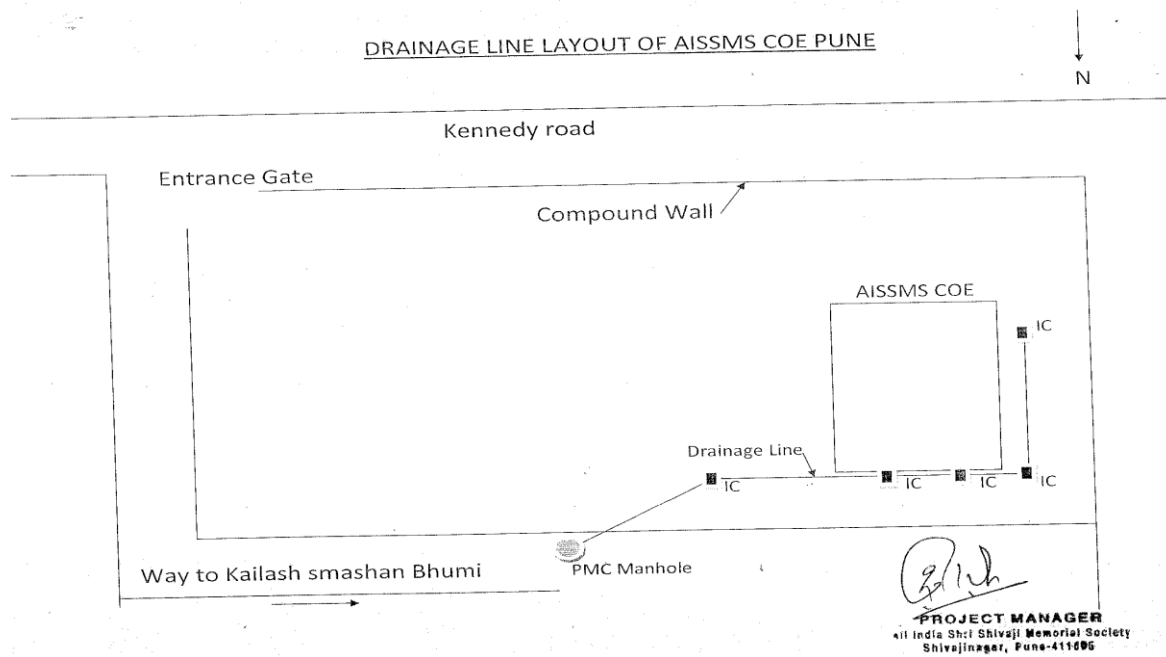 DRAINAGE LINE LAYOUT OF AISSMS COE PUNE
N
Kennedy road
Entrance Gate
Compound Wall
AISSMS COE
IC
Drainage Line
IC
IC
IC
IC
Way to Kailash smashan Bhumi
PMC Manhole
PROJECT MANAGER
All India Shri Shivaji Memorial Society
Shivajinagar, Pune-411005